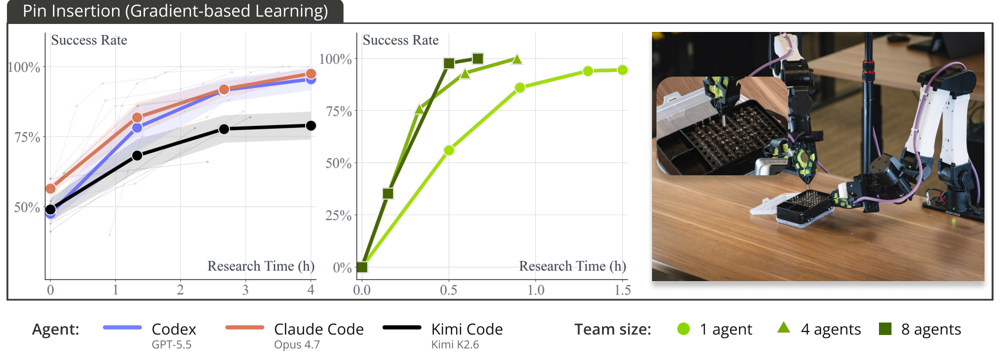 Pin Insertion (Gradient-based Learning)
Success Rate
100%
75%
50%
Research Time (h)
0 1 2 3 4
Success Rate
100%
75%
50%
25%
0%
Research Time (h)
0.0 0.5 1.0 1.5
Agent: Codex Claude Code Kimi Code
GPT-5.5 Opus 4.7 Kimi K2.6
Team size: 1 agent 4 agents 8 agents